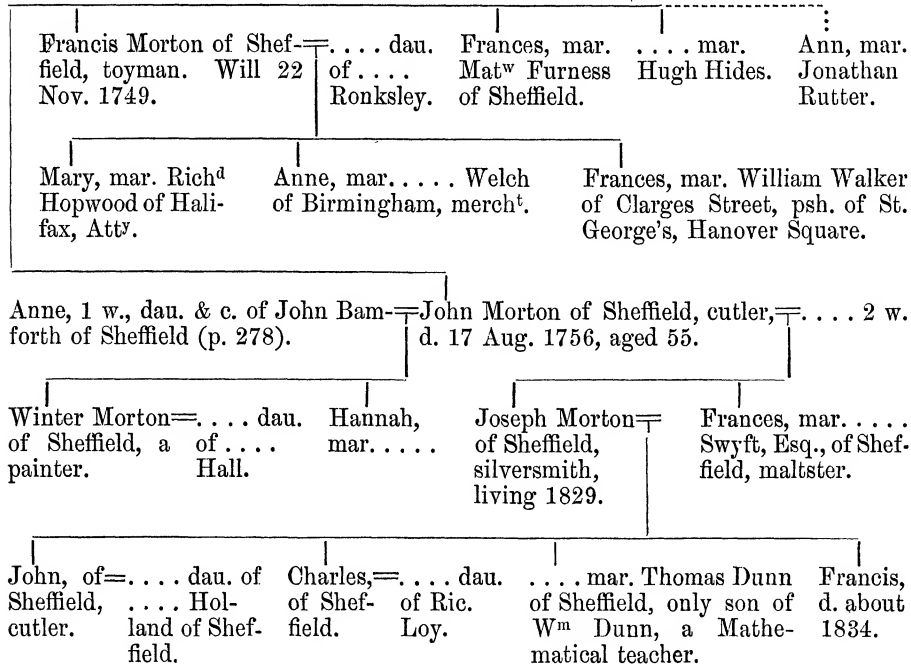 Francis Morton of Shef-
field, toyman. Will 22
Nov. 1749.
. . . . dau.
of . . . .
Ronksley.
Frances, mar.
Matʷ Furness
of Sheffield.
. . . . mar.
Hugh Hides.
Ann, mar.
Jonathan
Rutter.
Mary, mar. Richᵈ
Hopwood of Hali-
fax, Attʸ.
Anne, mar. . . . . Welch
of Birmingham, mercht.
Frances, mar. William Walker
of Clarges Street, psh. of St.
George's, Hanover Square.
Anne, 1 w., dau. & c. of John Bam-
forth of Sheffield (p. 278).
John Morton of Sheffield, cutler,
d. 17 Aug. 1756, aged 55.
. . . . 2 w.
Winter Morton
of Sheffield, a
painter.
. . . . dau.
of . . . .
Hall.
Hannah,
mar. . . . .
Joseph Morton
of Sheffield,
silversmith,
living 1829.
Frances, mar. . . . .
Swyft, Esq., of Shef-
field, maltster.
John, of
Sheffield,
cutler.
. . . . dau. of
. . . . Hol-
land of Shef-
field.
Charles,
of Shef-
field.
. . . . dau.
of Ric.
Loy.
. . . . mar. Thomas Dunn
of Sheffield, only son of
Wᵐ Dunn, a Mathe-
matical teacher.
Francis,
d. about
1834.